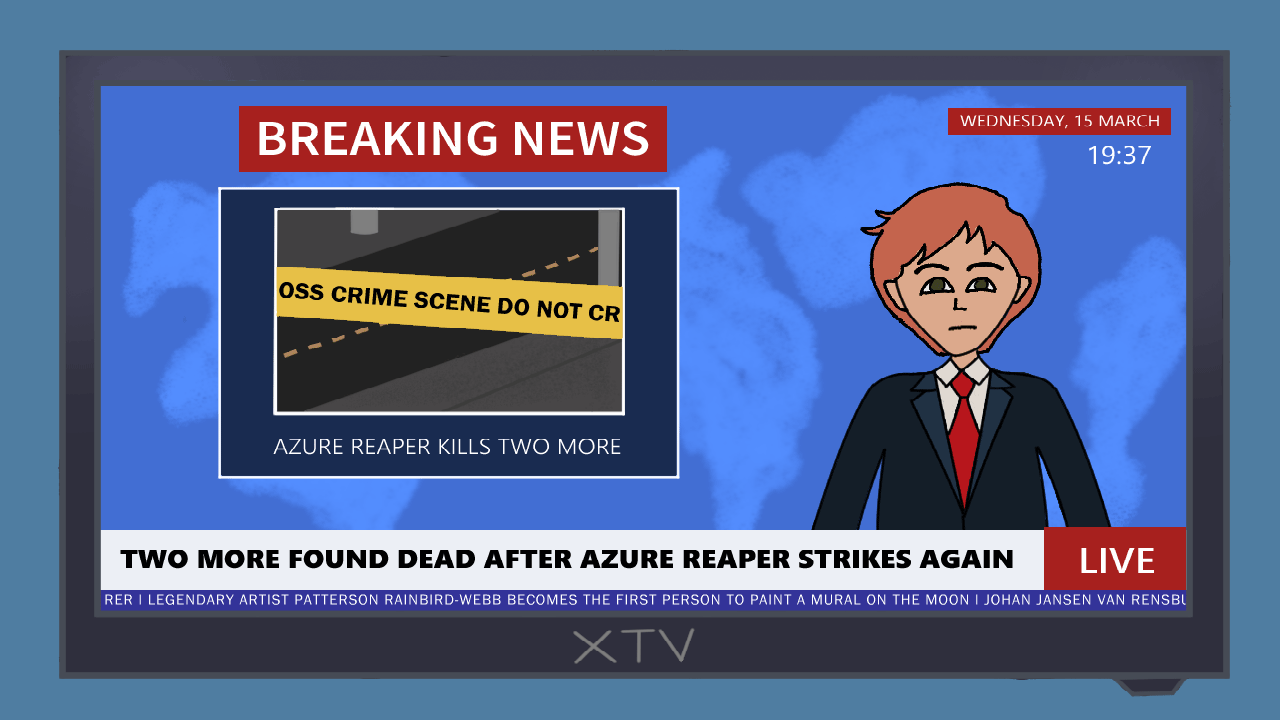 BREAKING NEWS
WEDNESDAY, 15 MARCH
19:37
OSS CRIME SCENE DO NOT CR
AZURE REAPER KILLS TWO MORE
TWO MORE FOUND DEAD AFTER AZURE REAPER STRIKES AGAIN
LIVE
RER | LEGENDARY ARTIST PATTERSON RAINBIRD-WEBB BECOMES THE FIRST PERSON TO PAINT A MURAL ON THE MOON | JOHAN JANSEN VAN RENSBU
XTV